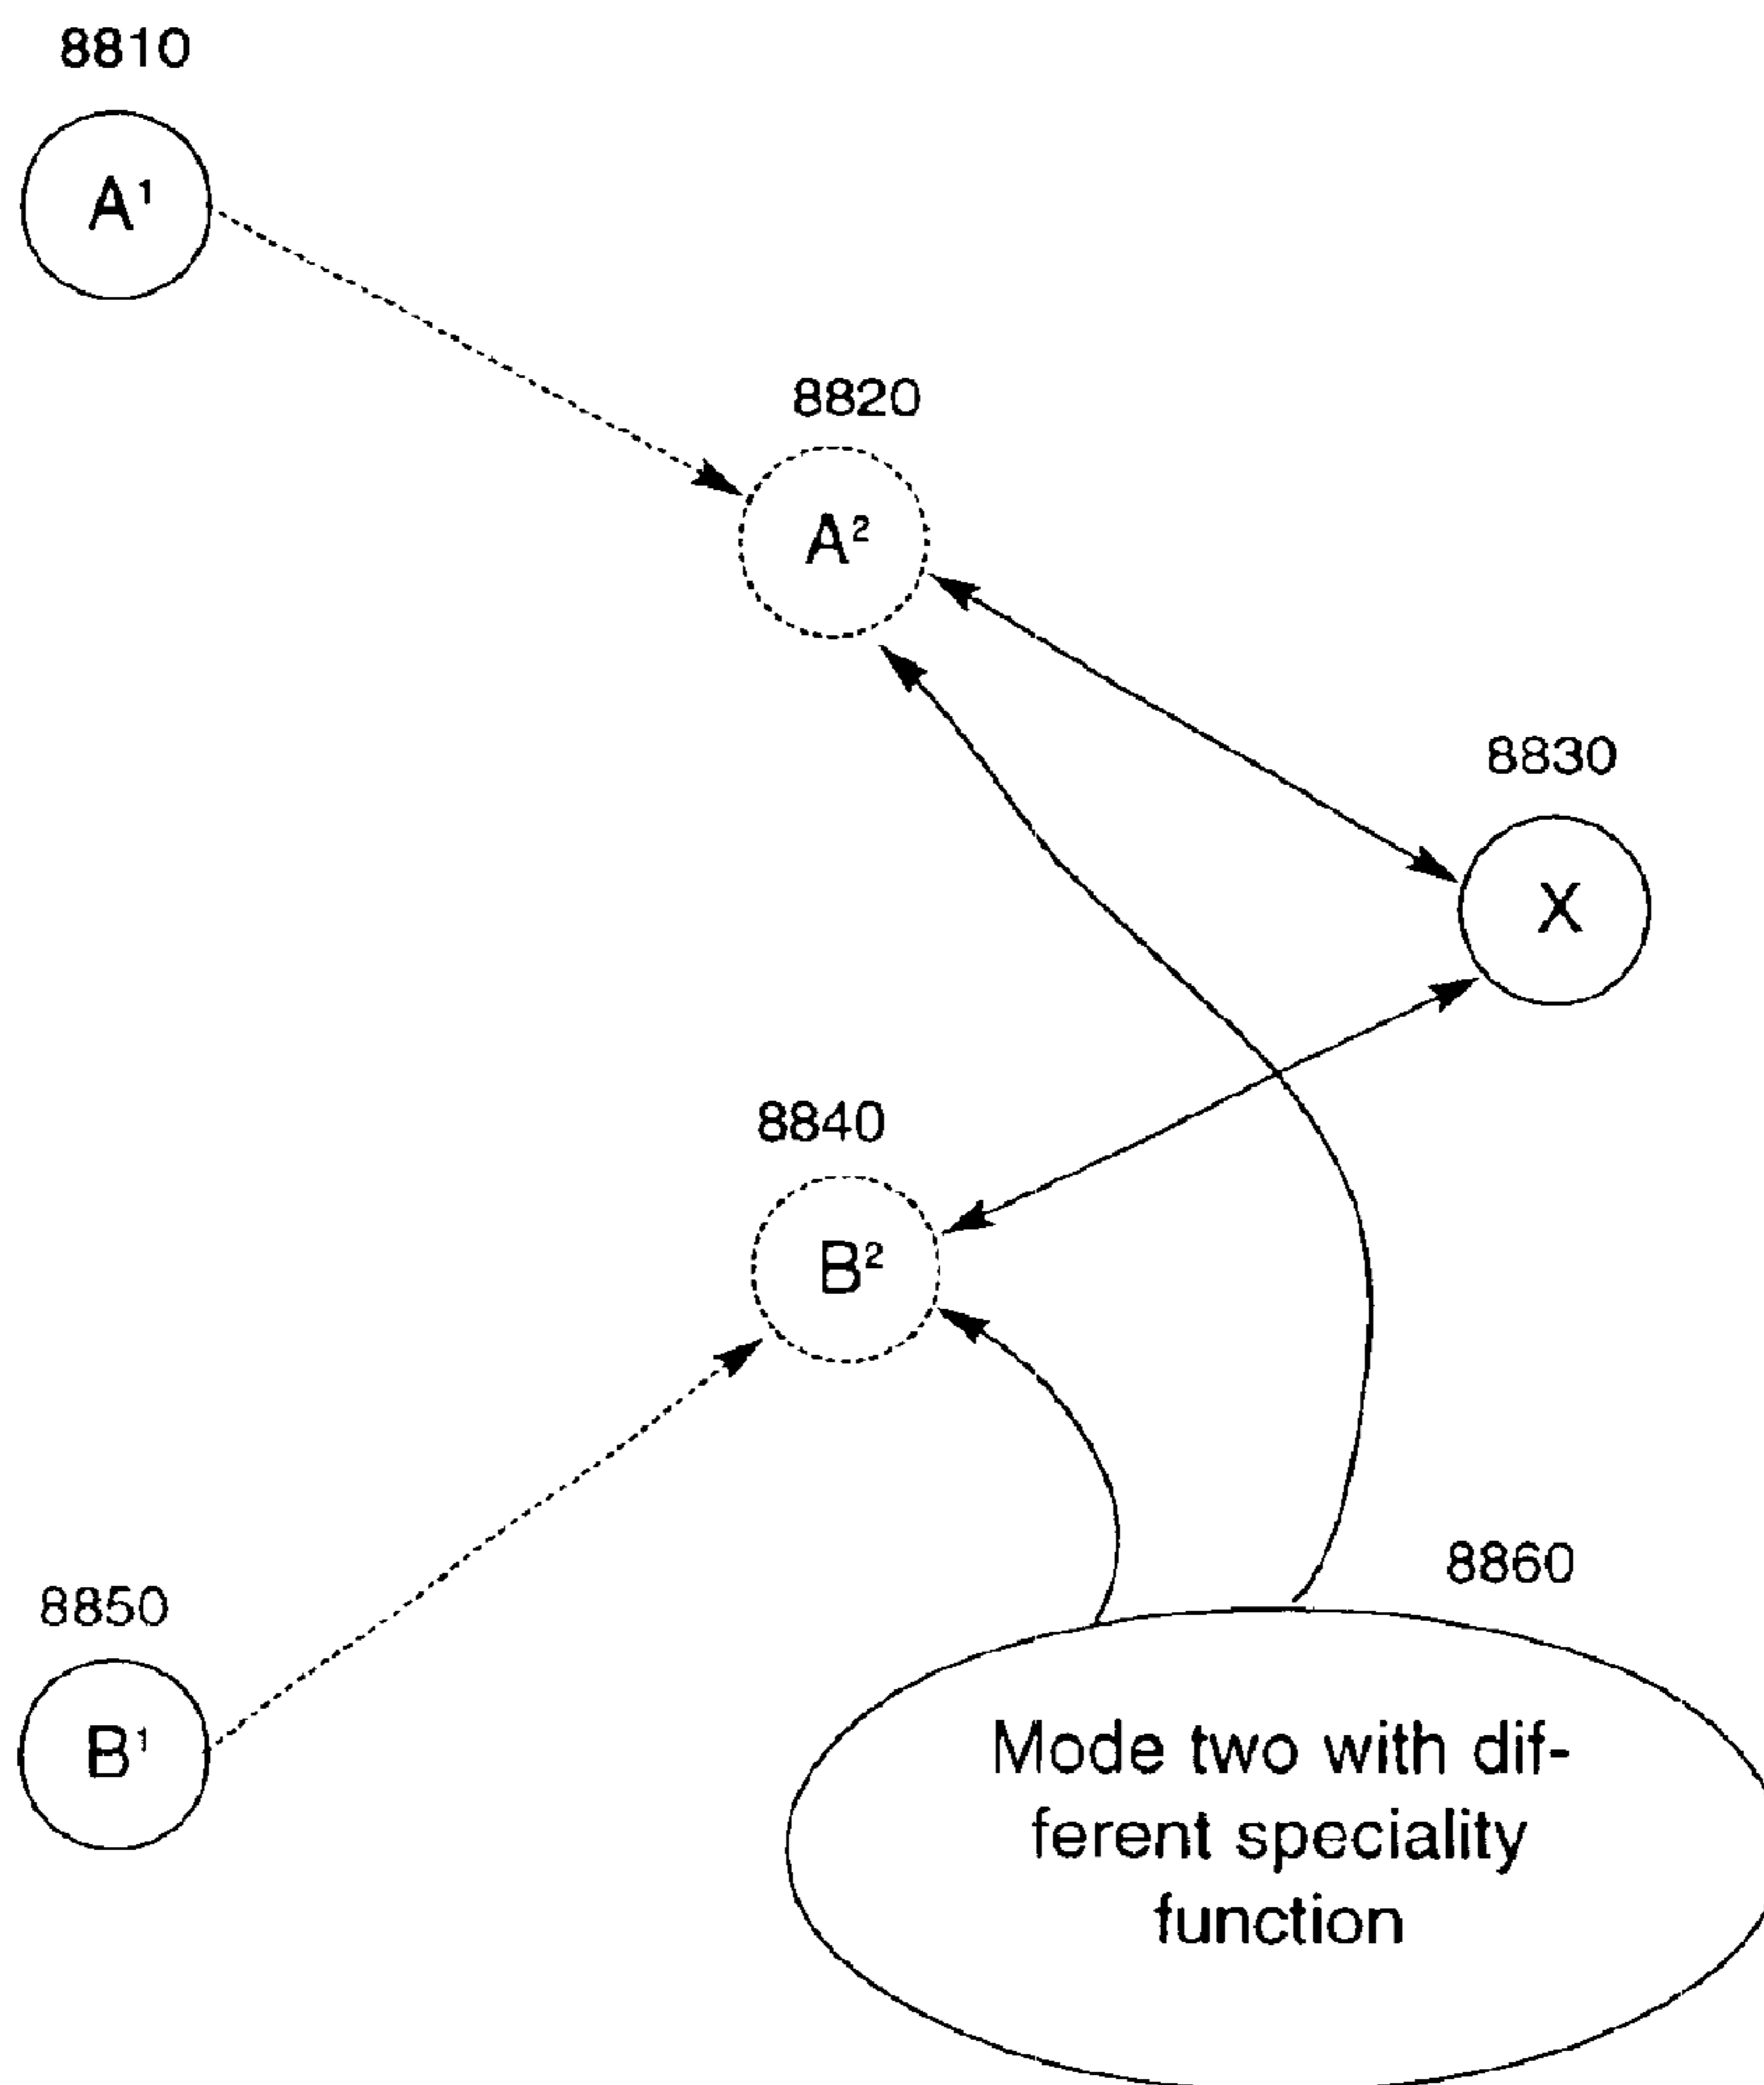 8810
A¹
8820
A²
8830
X
8840
B²
8850
B¹
8860
Mode two with dif-
ferent speciality
function